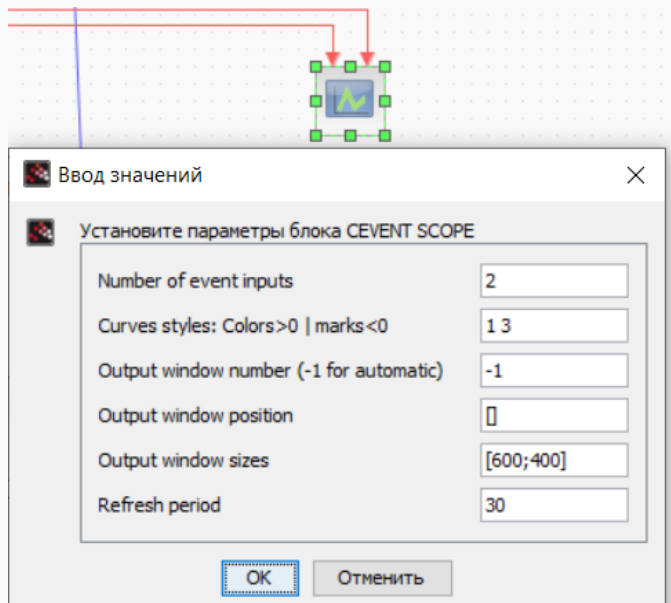 Ввод значений
Установите параметры блока CEVENT SCOPE
Number of event inputs 2
Curves styles: Colors>0 | marks<0 1 3
Output window number (-1 for automatic) -1
Output window position []
Output window sizes [600;400]
Refresh period 30
OK Отменить